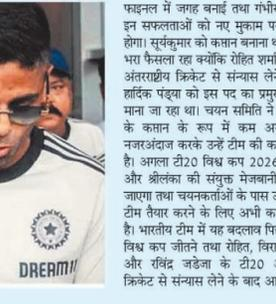 DREAM11
फाइनल में जगह बनाई तथा गंभीर
इन सफलताओं को नए मुकाम प
होगा। सूर्यकुमार को कप्तान बनाना थ
भरा फैसला रहा क्योंकि रोहित शर्मा
अंतरराष्ट्रीय क्रिकेट से संन्यास लेने
हार्दिक पंड्या को इस पद का प्रमुख
माना जा रहा था। चयन समिति ने
के कप्तान के रूप में कम अ
नजरअंदाज करके उन्हें टीम की क
है। अगला टी20 विश्व कप 2026
और श्रीलंका की संयुक्त मेजबानी
जाएगा तथा चयनकर्ताओं के पास उ
टीम तैयार करने के लिए अभी क
है। भारतीय टीम में यह बदलाव पि
विश्व कप जीतने तथा रोहित, विरा
और रविंद्र जडेजा के टी20 अ
क्रिकेट से संन्यास लेने के बाद आ